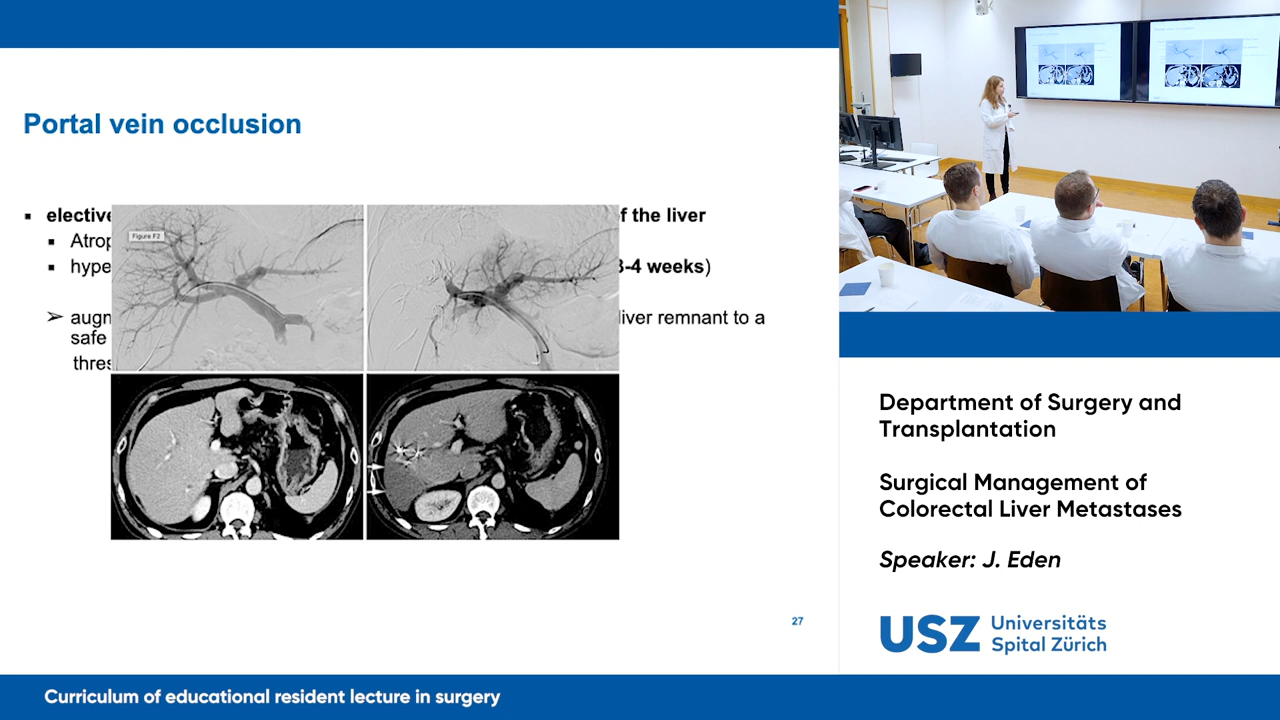 Portal vein occlusion
▪ elective
f the liver
▪ Atrop
▪ hype
3-4 weeks)
➢ augn
liver remnant to a
safe
thres
Figure F2
27
Department of Surgery and
Transplantation
Surgical Management of
Colorectal Liver Metastases
Speaker: J. Eden
USZ
Universitäts
Spital Zürich
Curriculum of educational resident lecture in surgery